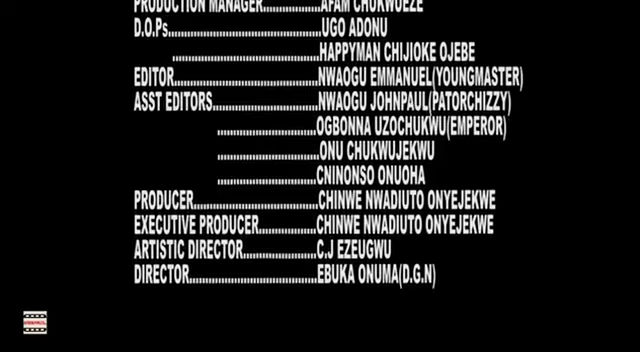 PRODUCTION MANAGER..................AFAM CHUKWUEZE
D.O.Ps................................................UGO ADONU
..............................................HAPPYMAN CHIJIOKE OJEBE
EDITOR.............................................NWAOGU EMMANUEL(YOUNGMASTER)
ASST EDITORS................................NWAOGU JOHNPAUL(PATORCHIZZY)
...............................OGBONNA UZOCHUKWU(EMPEROR)
...............................ONU CHUKWUJEKWU
...............................CNINONSO ONUOHA
PRODUCER.......................................CHINWE NWADIUTO ONYEJEKWE
EXECUTIVE PRODUCER..................CHINWE NWADIUTO ONYEJEKWE
ARTISTIC DIRECTOR.......................C.J EZEUGWU
DIRECTOR........................................EBUKA ONUMA(D.G.N)